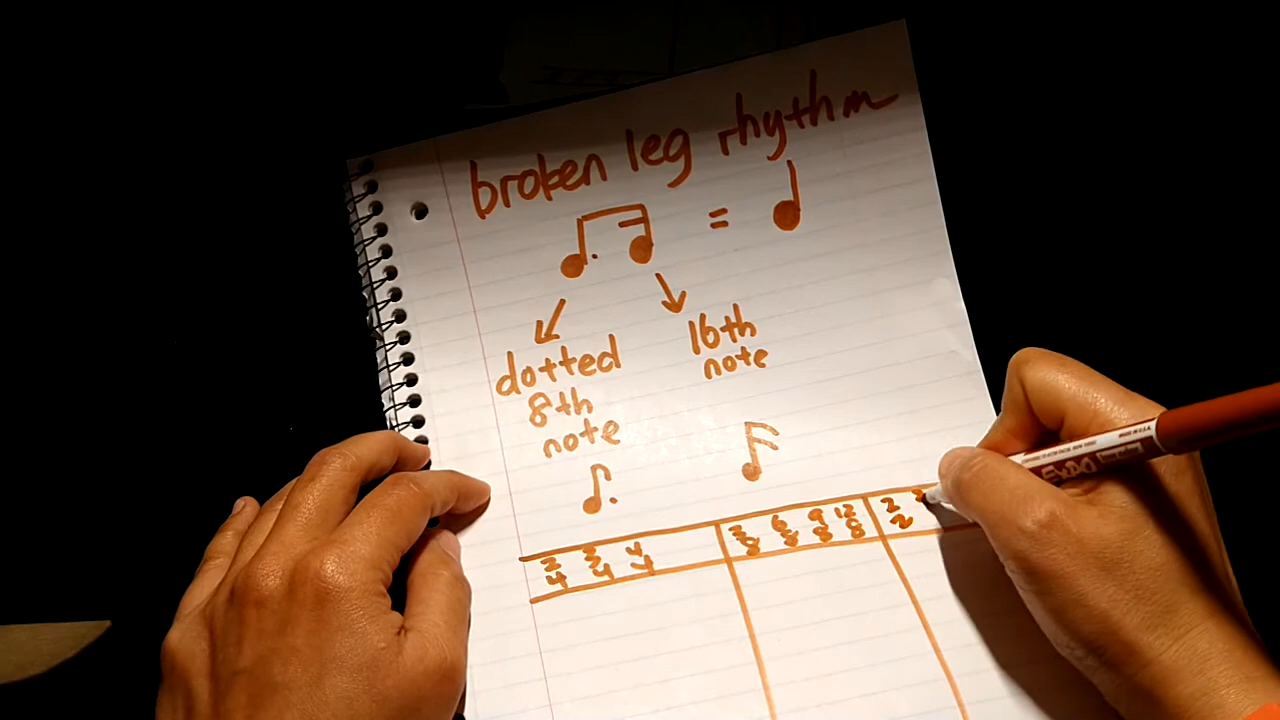 broken leg rhythm
=
dotted
8th
note
16th
note
2 3 4
4 4 4
3 6 9 12
8 8 8 8
2
2